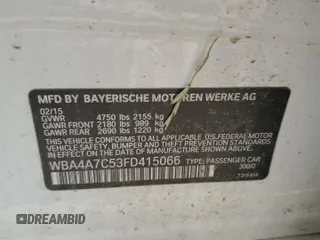 MFD BY BAYERISCHE MOTOREN WERKE AG
02/15
GVWR 4750 lbs 2155 kg
GAWR FRONT 2180 lbs 989 kg
GAWR REAR 2690 lbs 1220 kg
THIS VEHICLE CONFORMS TO ALL APPLICABLE U.S. FEDERAL MOTOR
VEHICLE SAFETY, BUMPER, AND THEFT PREVENTION STANDARDS
IN EFFECT ON THE DATE OF MANUFACTURE SHOWN ABOVE.
WBA4A7C53FD415066 TYPE: PASSENGER CAR
300/0
DREAMBID